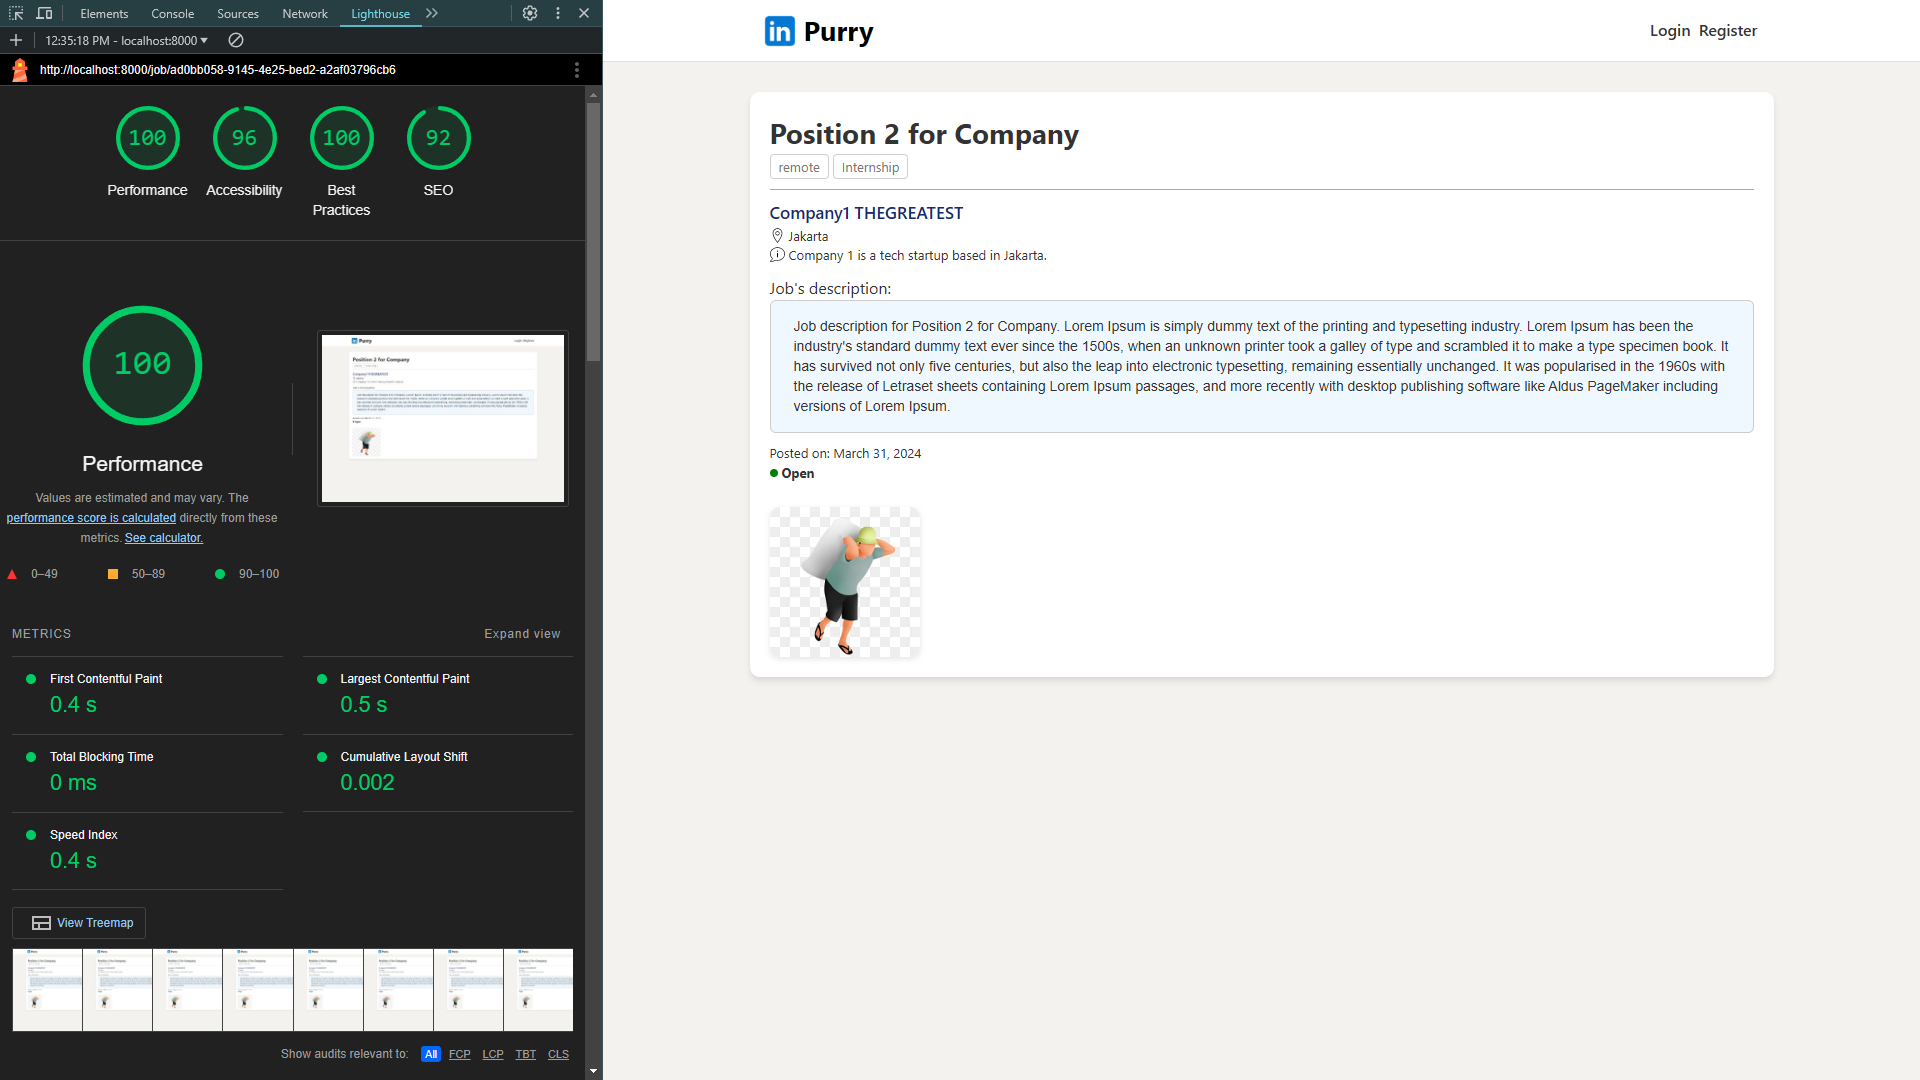 Elements Console Sources Network Lighthouse
12:35:18 PM - localhost:8000
http://localhost:8000/job/ad0bb058-9145-4e25-bed2-a2af03796cb6
100 96 100 92
Performance Accessibility Best Practices SEO
100
Performance
Values are estimated and may vary. The
performance score is calculated directly from these
metrics. See calculator.
0–49 50–89 90–100
METRICS Expand view
First Contentful Paint
0.4 s
Largest Contentful Paint
0.5 s
Total Blocking Time
0 ms
Cumulative Layout Shift
0.002
Speed Index
0.4 s
View Treemap
Show audits relevant to: All FCP LCP TBT CLS
in Purry
Login Register
Position 2 for Company
remote Internship
Company1 THEGREATEST
Jakarta
Company 1 is a tech startup based in Jakarta.
Job's description:
Job description for Position 2 for Company. Lorem Ipsum is simply dummy text of the printing and typesetting industry. Lorem Ipsum has been the
industry's standard dummy text ever since the 1500s, when an unknown printer took a galley of type and scrambled it to make a type specimen book. It
has survived not only five centuries, but also the leap into electronic typesetting, remaining essentially unchanged. It was popularised in the 1960s with
the release of Letraset sheets containing Lorem Ipsum passages, and more recently with desktop publishing software like Aldus PageMaker including
versions of Lorem Ipsum.
Posted on: March 31, 2024
Open